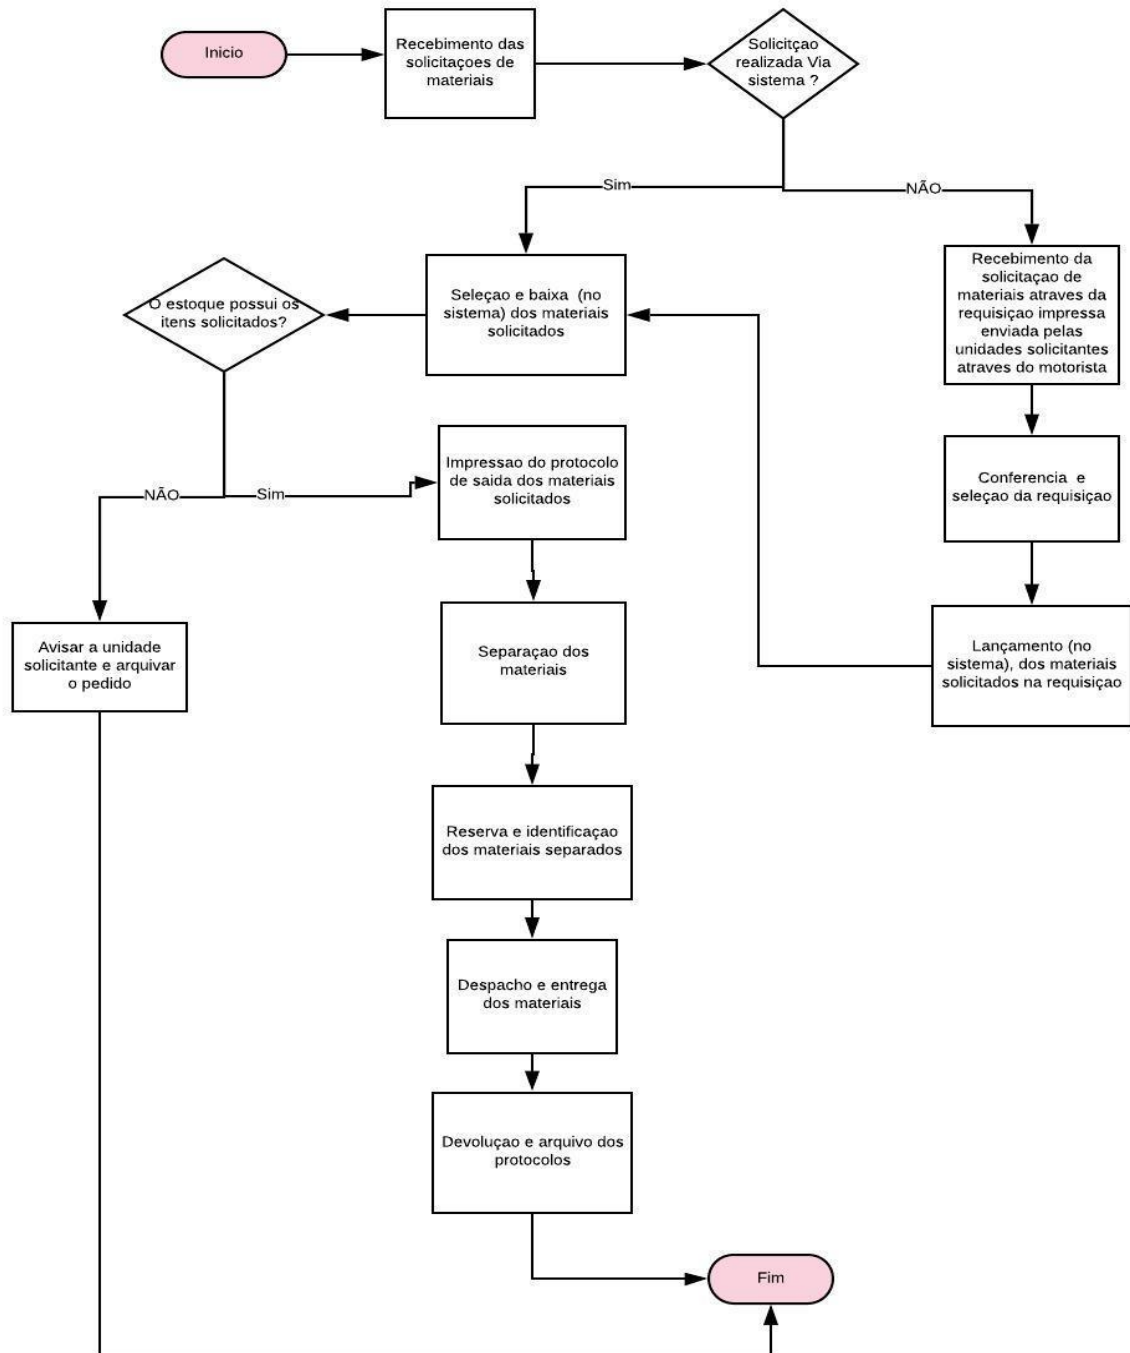 Inicio
Recebimento das
solicitaçoes de
materiais
Solicitçao
realizada Via
sistema ?
Sim
NÃO
Recebimento da
solicitaçao de
materiais atraves da
requisiçao impressa
enviada pelas
unidades solicitantes
atraves do motorista
Seleçao e baixa (no
sistema) dos materiais
solicitados
O estoque possui os
itens solicitados?
Conferencia e
seleçao da requisiçao
Impressao do protocolo
de saida dos materiais
solicitados
NÃO
Sim
Lançamento (no
sistema), dos materiais
solicitados na requisiçao
Avisar a unidade
solicitante e arquivar
o pedido
Separaçao dos
materiais
Reserva e identificaçao
dos materiais separados
Despacho e entrega
dos materiais
Devoluçao e arquivo dos
protocolos
Fim